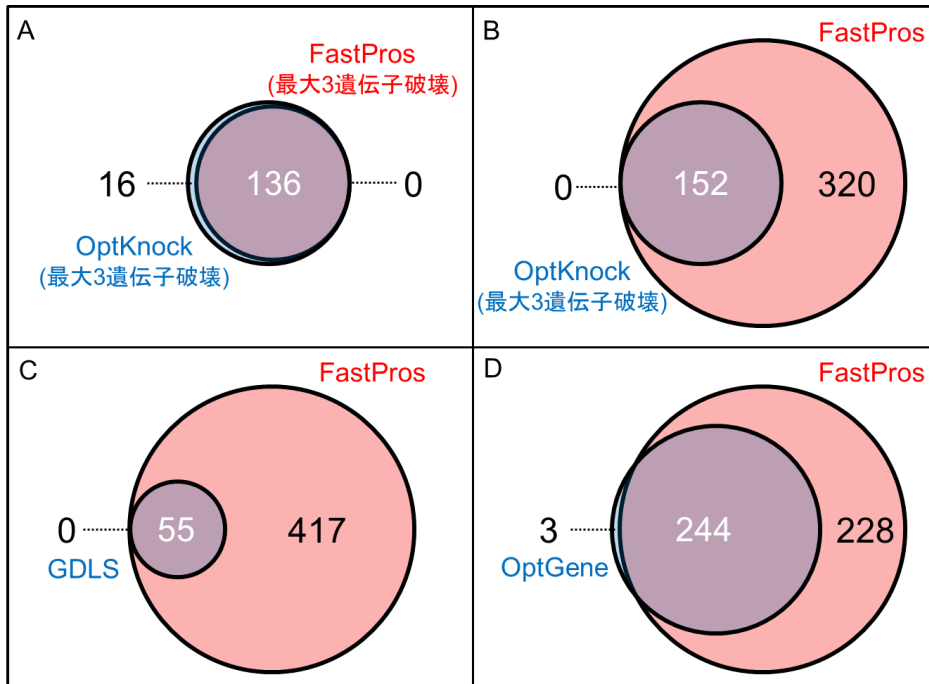 A
FastPros
(最大3遺伝子破壊)
16
136
0
OptKnock
(最大3遺伝子破壊)
B
FastPros
0
152
320
OptKnock
(最大3遺伝子破壊)
C
FastPros
0
55
417
GDLS
D
FastPros
3
244
228
OptGene